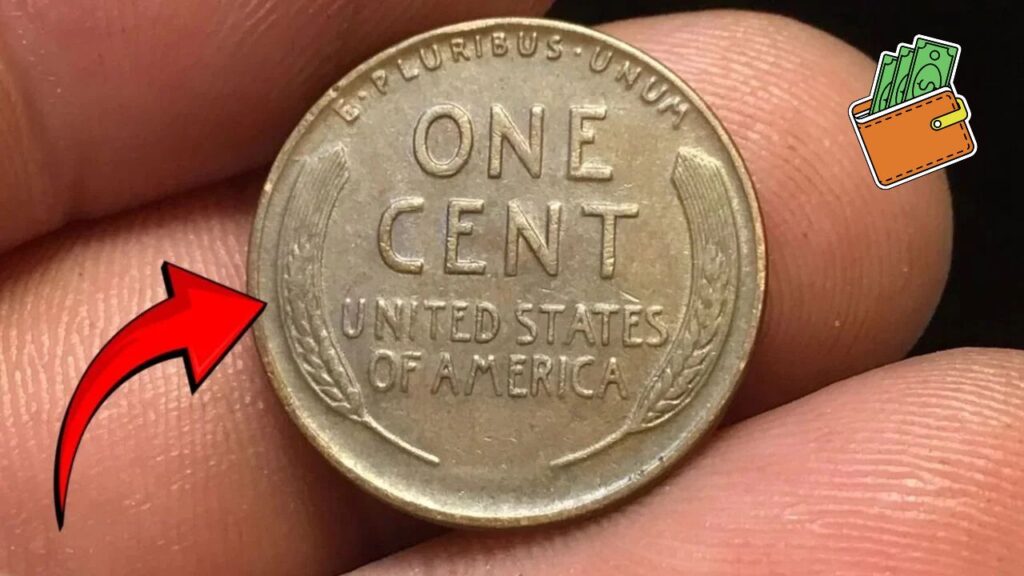 E·PLURIBUS·UNUM
ONE
CENT
UNITED STATES
OF AMERICA